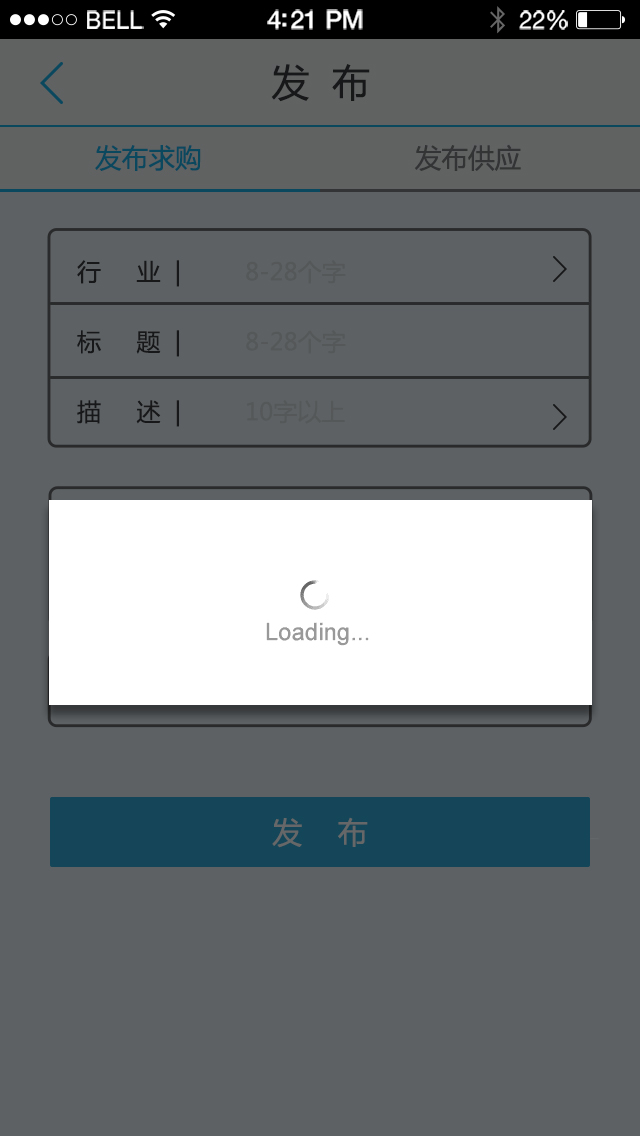 BELL 4:21 PM 22%
发 布
发布求购 发布供应
行 业 | 8-28个字
标 题 | 8-28个字
描 述 | 10字以上
Loading...
发 布